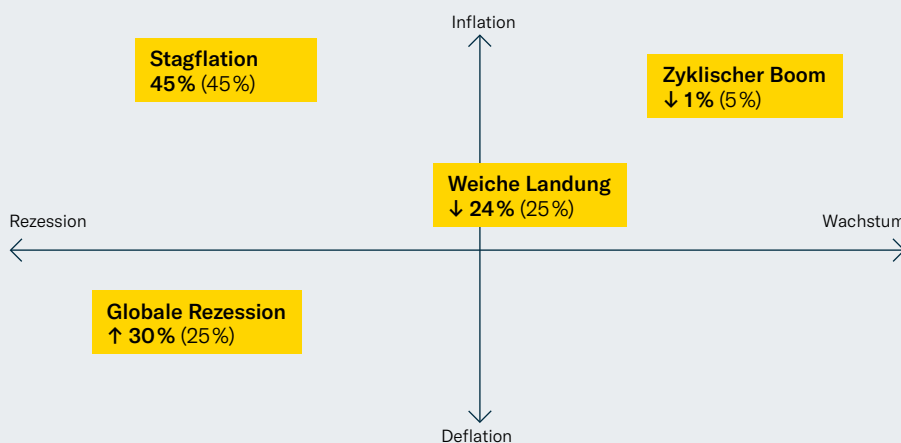 Inflation
Stagflation
45% (45%)
Zyklischer Boom
↓ 1% (5%)
Weiche Landung
↓ 24% (25%)
Rezession
Wachstum
Globale Rezession
↑ 30% (25%)
Deflation